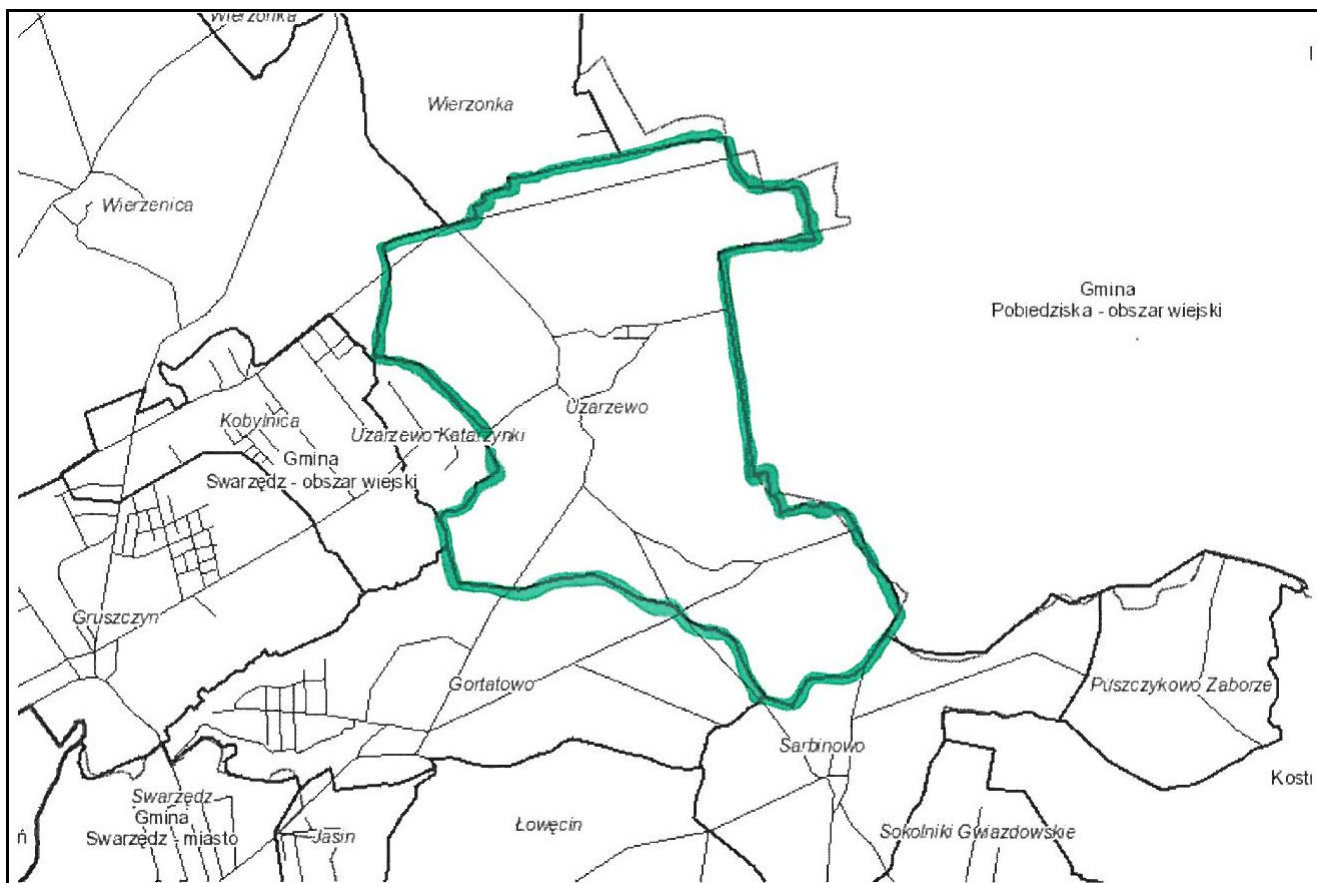 Wierzonka
Wierzonka
Wierzenica
Gmina
Pobiedziska - obszar wiejski
Uzarzewo
Kobylnica
Uzarzewo Katarzynki
Gmina
Swarzędz - obszar wiejski
Gruszczyn
Gortatowo
Puszczykowo Zaborze
Sarbinowo
Kostr
Swarzędz
Gmina
Swarzędz - miasto
ń
Jasin
Łowęcin
Sokolniki Gwiazdowskie